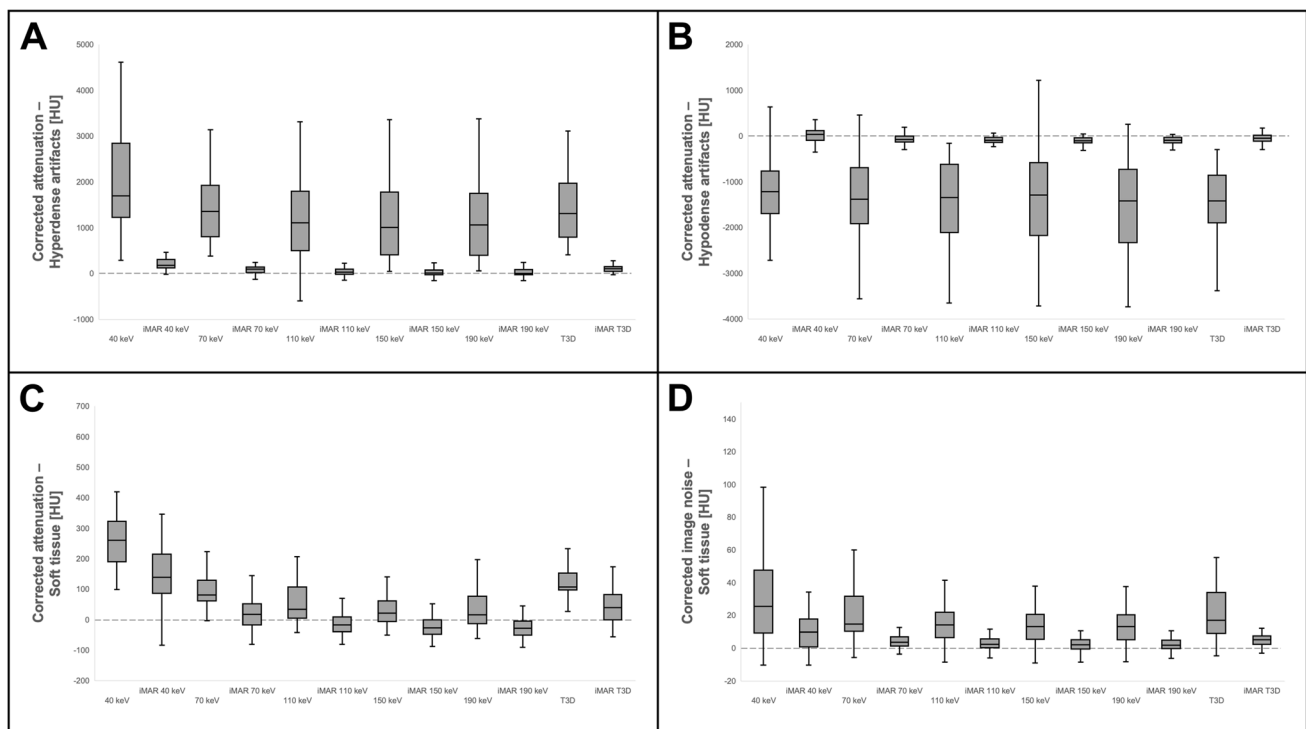 A
Corrected attenuation –
Hyperdense artifacts [HU]
5000
4000
3000
2000
1000
0
-1000
iMAR 40 keV iMAR 70 keV iMAR 110 keV iMAR 150 keV iMAR 190 keV iMAR T3D
40 keV 70 keV 110 keV 150 keV 190 keV T3D
B
Corrected attenuation –
Hypodense artifacts [HU]
2000
1000
0
-1000
-2000
-3000
-4000
iMAR 40 keV iMAR 70 keV iMAR 110 keV iMAR 150 keV iMAR 190 keV iMAR T3D
40 keV 70 keV 110 keV 150 keV 190 keV T3D
C
Corrected attenuation –
Soft tissue [HU]
700
600
500
400
300
200
100
0
-100
-200
iMAR 40 keV iMAR 70 keV iMAR 110 keV iMAR 150 keV iMAR 190 keV iMAR T3D
40 keV 70 keV 110 keV 150 keV 190 keV T3D
D
Corrected image noise –
Soft tissue [HU]
140
120
100
80
60
40
20
0
-20
iMAR 40 keV iMAR 70 keV iMAR 110 keV iMAR 150 keV iMAR 190 keV iMAR T3D
40 keV 70 keV 110 keV 150 keV 190 keV T3D